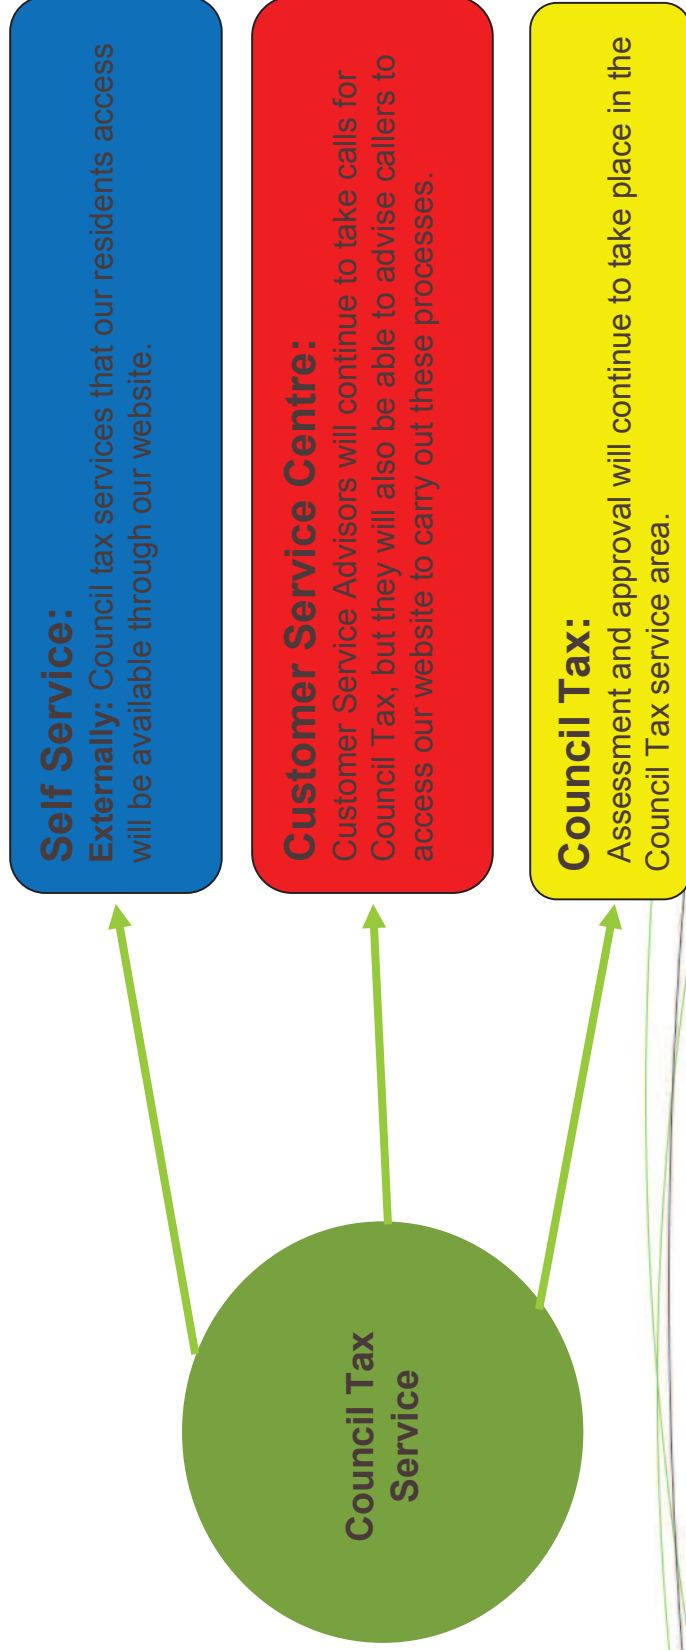 Council Tax
Service
Self Service:
Externally: Council tax services that our residents access
will be available through our website.
Customer Service Centre:
Customer Service Advisors will continue to take calls for
Council Tax, but they will also be able to advise callers to
access our website to carry out these processes.
Council Tax:
Assessment and approval will continue to take place in the
Council Tax service area.